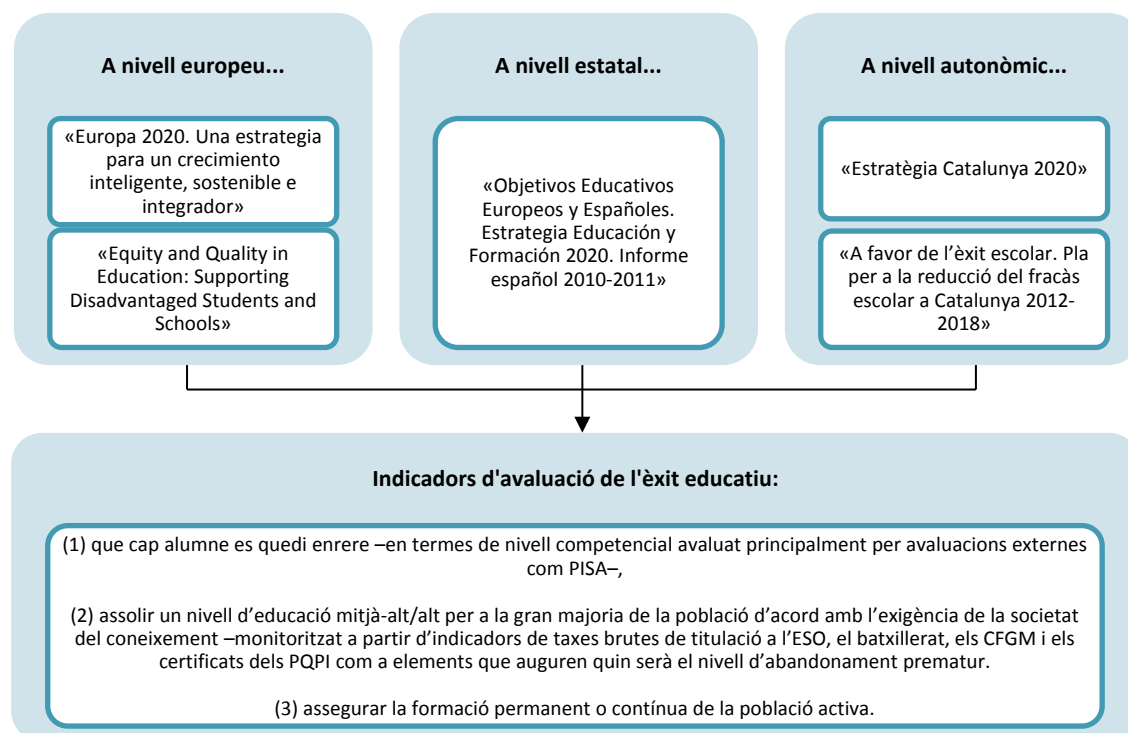 A nivell europeu...
«Europa 2020. Una estrategia
para un crecimiento
inteligente, sostenible e
integrador»
«Equity and Quality in
Education: Supporting
Disadvantaged Students and
Schools»
A nivell estatal...
«Objetivos Educativos
Europeos y Españoles.
Estrategia Educación y
Formación 2020. Informe
español 2010-2011»
A nivell autonòmic...
«Estratègia Catalunya 2020»
«A favor de l’èxit escolar. Pla
per a la reducció del fracàs
escolar a Catalunya 2012-
2018»
Indicadors d'avaluació de l'èxit educatiu:
(1) que cap alumne es quedi enrere –en termes de nivell competencial avaluat principalment per avaluacions externes
com PISA–,
(2) assolir un nivell d’educació mitjà-alt/alt per a la gran majoria de la població d’acord amb l’exigència de la societat
del coneixement –monitoritzat a partir d’indicadors de taxes brutes de titulació a l’ESO, el batxillerat, els CFGM i els
certificats dels PQPI com a elements que auguren quin serà el nivell d’abandonament prematur.
(3) assegurar la formació permanent o contínua de la població activa.